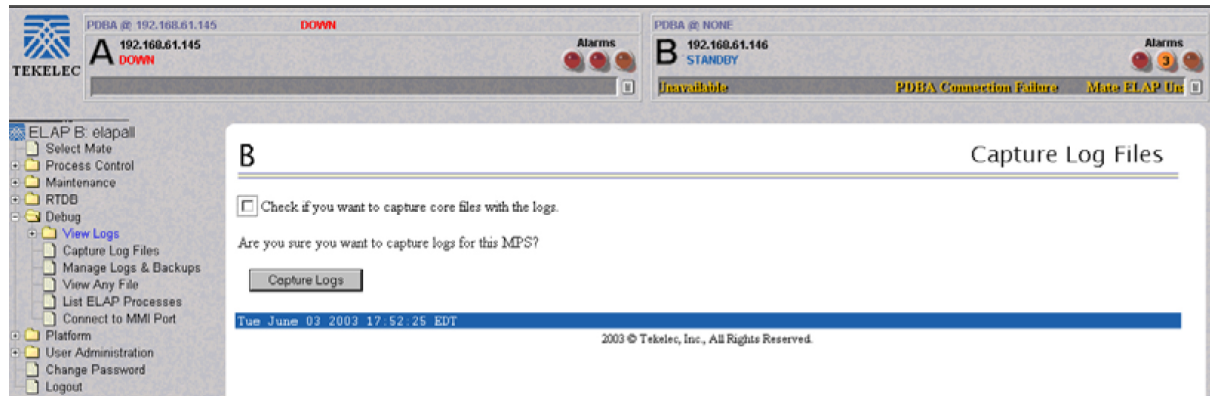 PDBA @ 192.168.61.145 DOWN
A 192.168.61.145 Alarms
DOWN
TEKELEC
PDBA @ NONE
B 192.168.61.146 Alarms
STANDBY
3
Unavailable PDBA Connection Failure Mate ELAP Un
ELAP B: elapall
Select Mate
Process Control
Maintenance
RTDB
Debug
View Logs
Capture Log Files
Manage Logs & Backups
View Any File
List ELAP Processes
Connect to MMI Port
Platform
User Administration
Change Password
Logout
B Capture Log Files
Check if you want to capture core files with the logs.
Are you sure you want to capture logs for this MPS?
Capture Logs
Tue June 03 2003 17:52:25 EDT
2003 © Tekelec, Inc., All Rights Reserved.